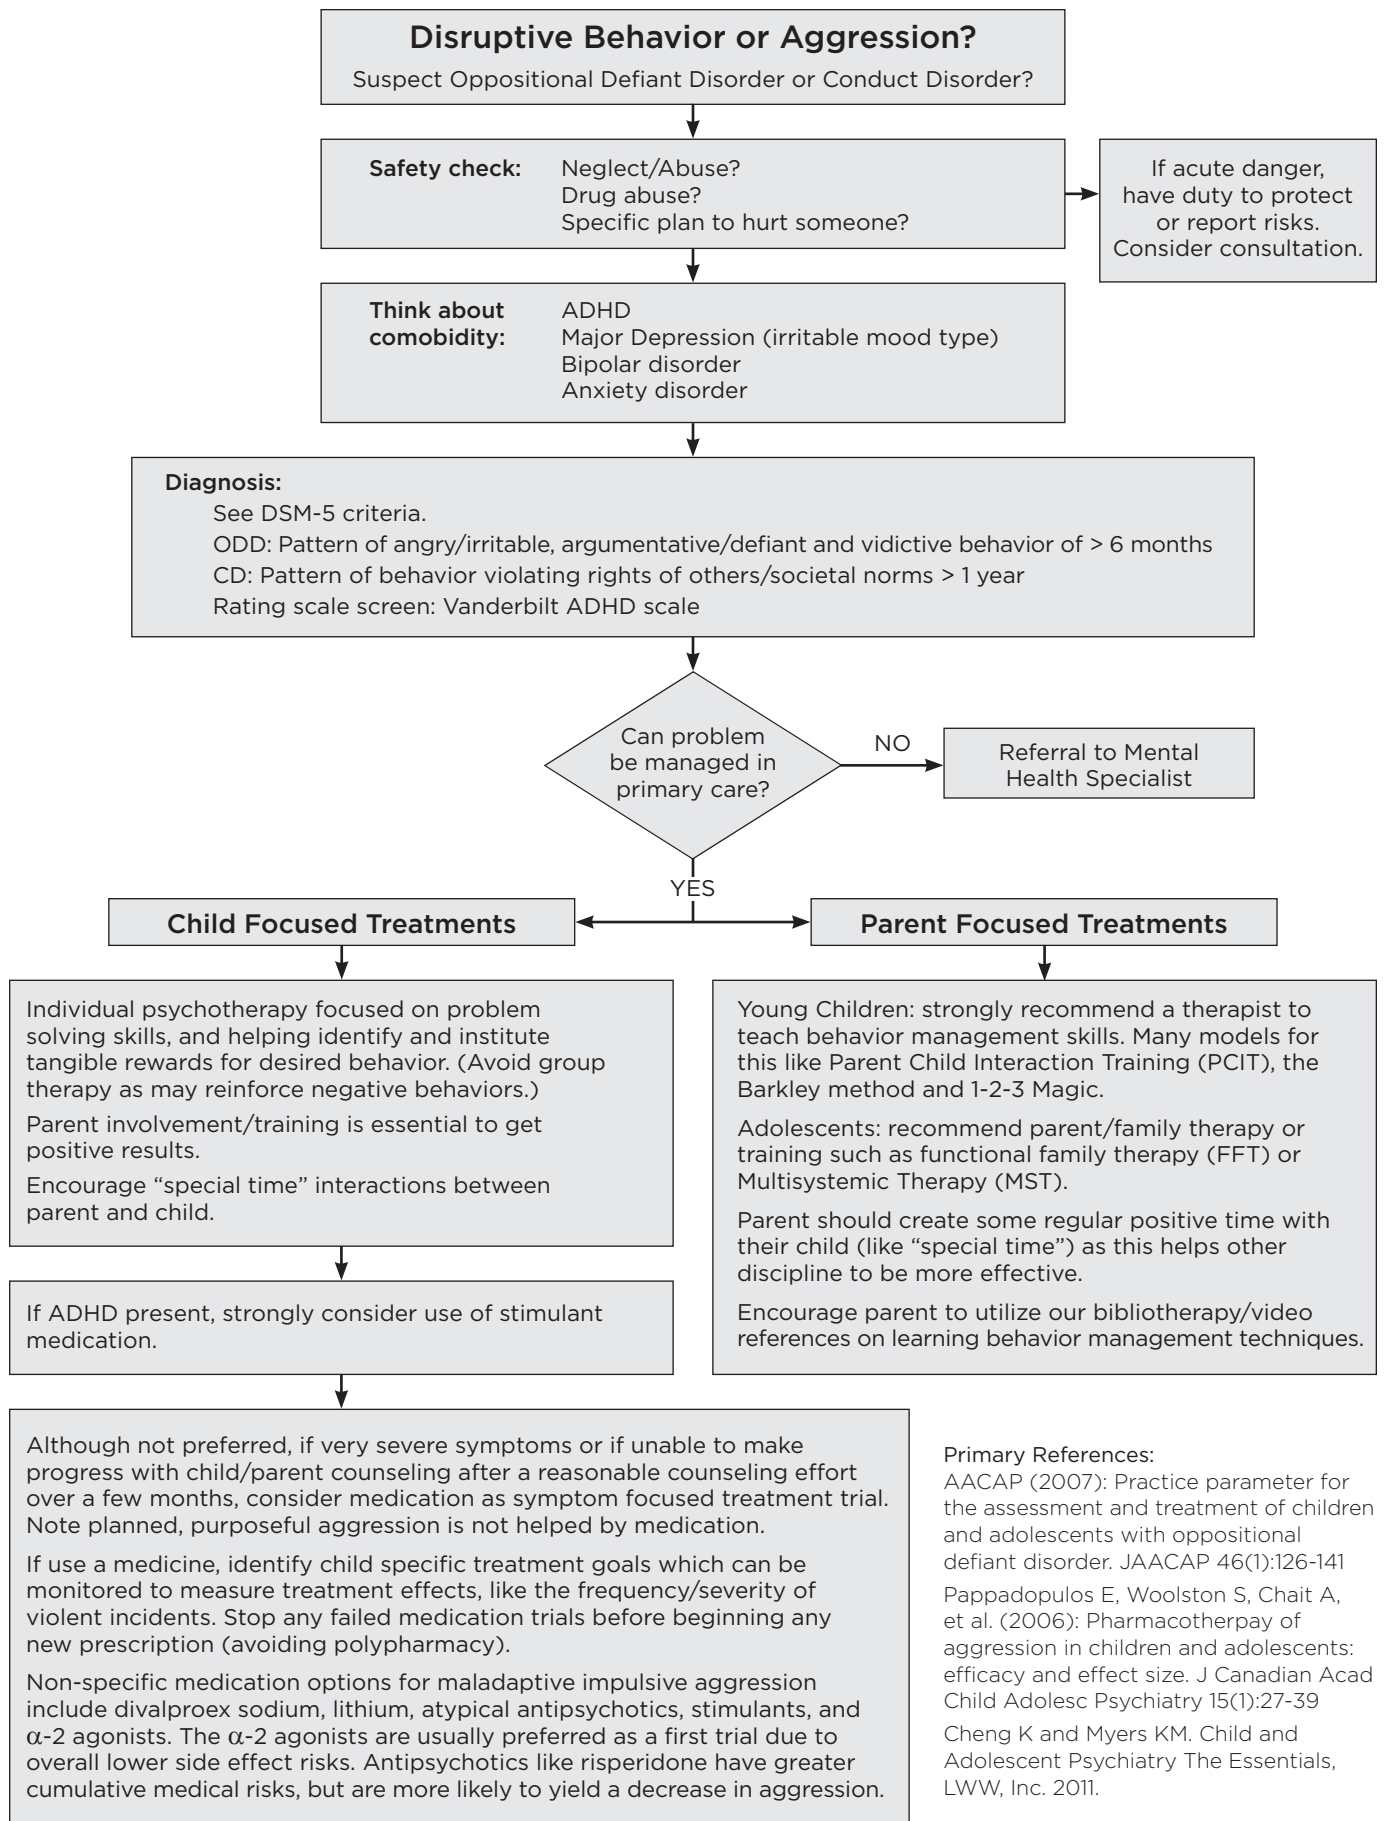 Disruptive Behavior or Aggression?
Suspect Oppositional Defiant Disorder or Conduct Disorder?
Safety check:
Neglect/Abuse?
Drug abuse?
Specific plan to hurt someone?
If acute danger,
have duty to protect
or report risks.
Consider consultation.
Think about
comobidity:
ADHD
Major Depression (irritable mood type)
Bipolar disorder
Anxiety disorder
Diagnosis:
See DSM-5 criteria.
ODD: Pattern of angry/irritable, argumentative/defiant and vidictive behavior of > 6 months
CD: Pattern of behavior violating rights of others/societal norms > 1 year
Rating scale screen: Vanderbilt ADHD scale
Can problem
be managed in
primary care?
NO
Referral to Mental
Health Specialist
YES
Child Focused Treatments
Individual psychotherapy focused on problem
solving skills, and helping identify and institute
tangible rewards for desired behavior. (Avoid group
therapy as may reinforce negative behaviors.)
Parent involvement/training is essential to get
positive results.
Encourage “special time” interactions between
parent and child.
If ADHD present, strongly consider use of stimulant
medication.
Parent Focused Treatments
Young Children: strongly recommend a therapist to
teach behavior management skills. Many models for
this like Parent Child Interaction Training (PCIT), the
Barkley method and 1-2-3 Magic.
Adolescents: recommend parent/family therapy or
training such as functional family therapy (FFT) or
Multisystemic Therapy (MST).
Parent should create some regular positive time with
their child (like “special time”) as this helps other
discipline to be more effective.
Encourage parent to utilize our bibliotherapy/video
references on learning behavior management techniques.
Although not preferred, if very severe symptoms or if unable to make
progress with child/parent counseling after a reasonable counseling effort
over a few months, consider medication as symptom focused treatment trial.
Note planned, purposeful aggression is not helped by medication.
If use a medicine, identify child specific treatment goals which can be
monitored to measure treatment effects, like the frequency/severity of
violent incidents. Stop any failed medication trials before beginning any
new prescription (avoiding polypharmacy).
Non-specific medication options for maladaptive impulsive aggression
include divalproex sodium, lithium, atypical antipsychotics, stimulants, and
α-2 agonists. The α-2 agonists are usually preferred as a first trial due to
overall lower side effect risks. Antipsychotics like risperidone have greater
cumulative medical risks, but are more likely to yield a decrease in aggression.
Primary References:
AACAP (2007): Practice parameter for
the assessment and treatment of children
and adolescents with oppositional
defiant disorder. JAACAP 46(1):126-141
Pappadopulos E, Woolston S, Chait A,
et al. (2006): Pharmacotherpay of
aggression in children and adolescents:
efficacy and effect size. J Canadian Acad
Child Adolesc Psychiatry 15(1):27-39
Cheng K and Myers KM. Child and
Adolescent Psychiatry The Essentials,
LWW, Inc. 2011.